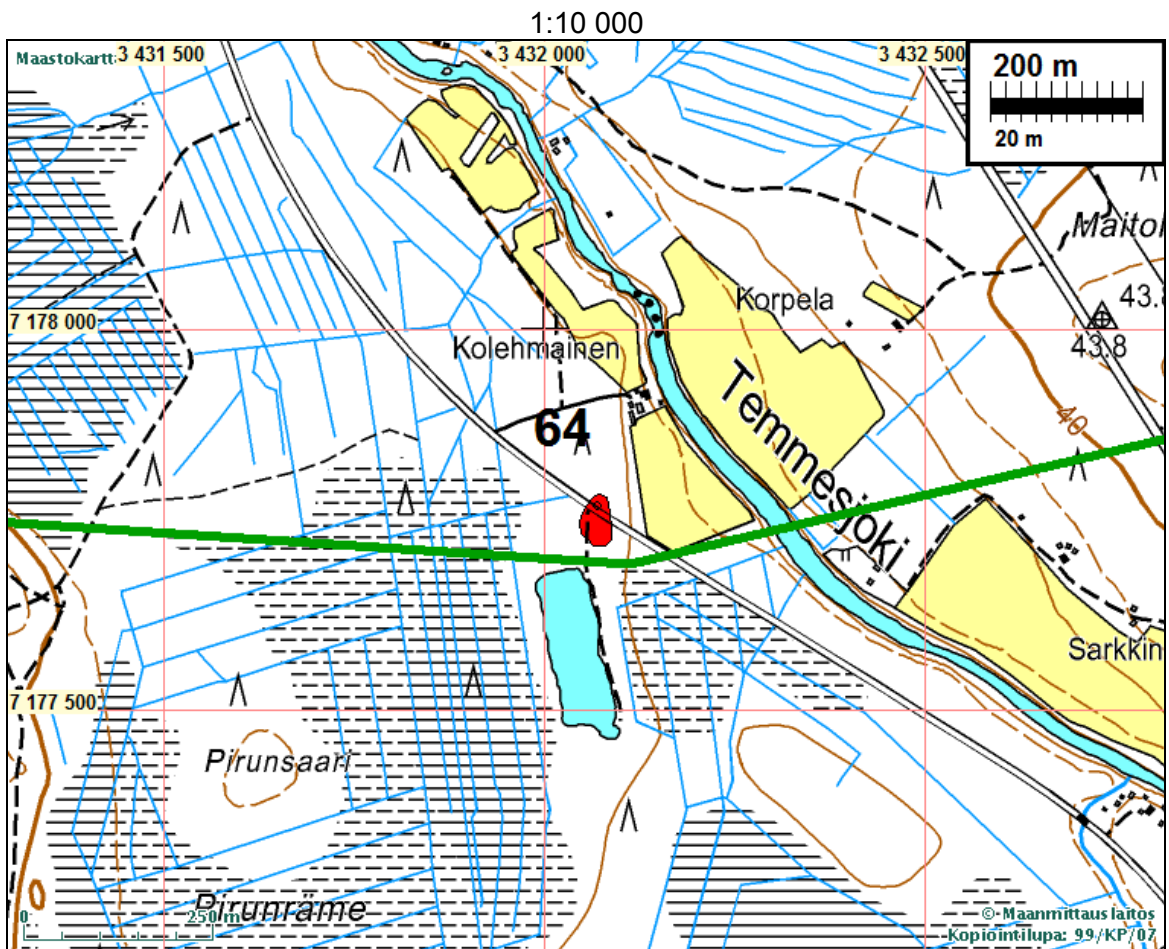 1:10 000
Maastokartt
3 431 500
3 432 000
3 432 500
200 m
20 m
43.8
Korpela
7 178 000
Kolehmainen
43.8
Temmesjoki
64
40
Sarkkin
7 177 500
Pirunsaari
Pirunräme
0
250 m
© Maanmittauslaitos
Kopiointilupa: 99/KP/07